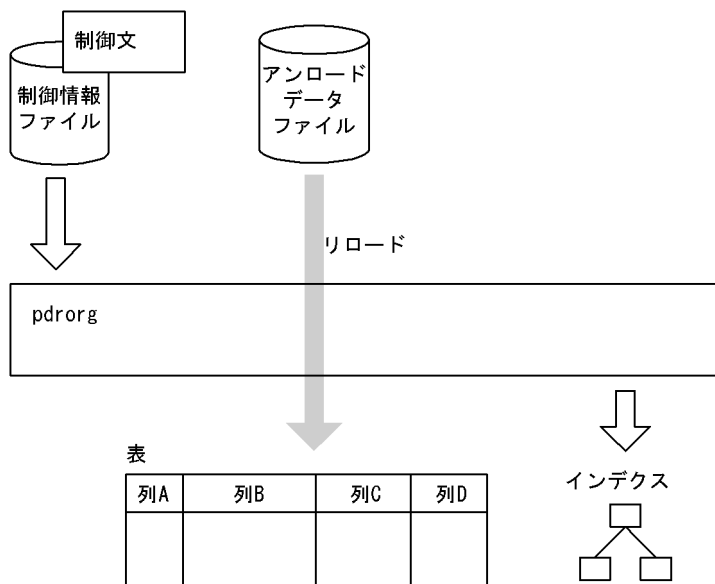 制御文
制御情報
ファイル
アンロード
データ
ファイル
リロード
pdrorg
表
列A 列B 列C 列D
インデクス